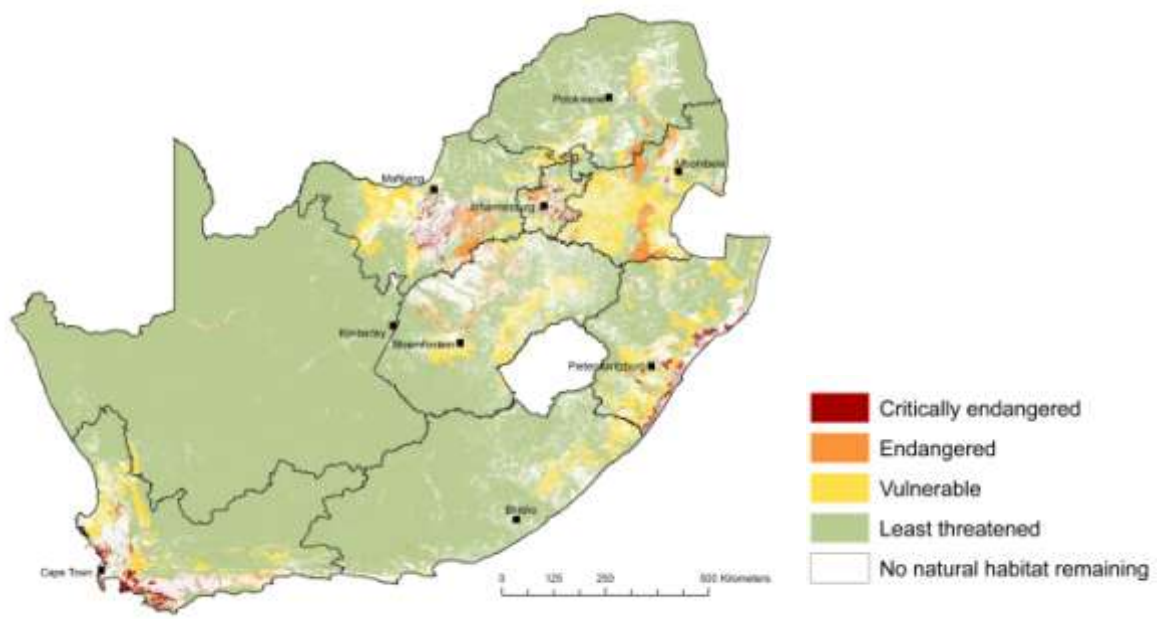 Polokwane
Mbombela
Mafikeng
Johannesburg
Kimberley
Bloemfontein
Pietermaritzburg
Bhisho
Cape Town
0 125 250 500 Kilometers
Critically endangered
Endangered
Vulnerable
Least threatened
No natural habitat remaining